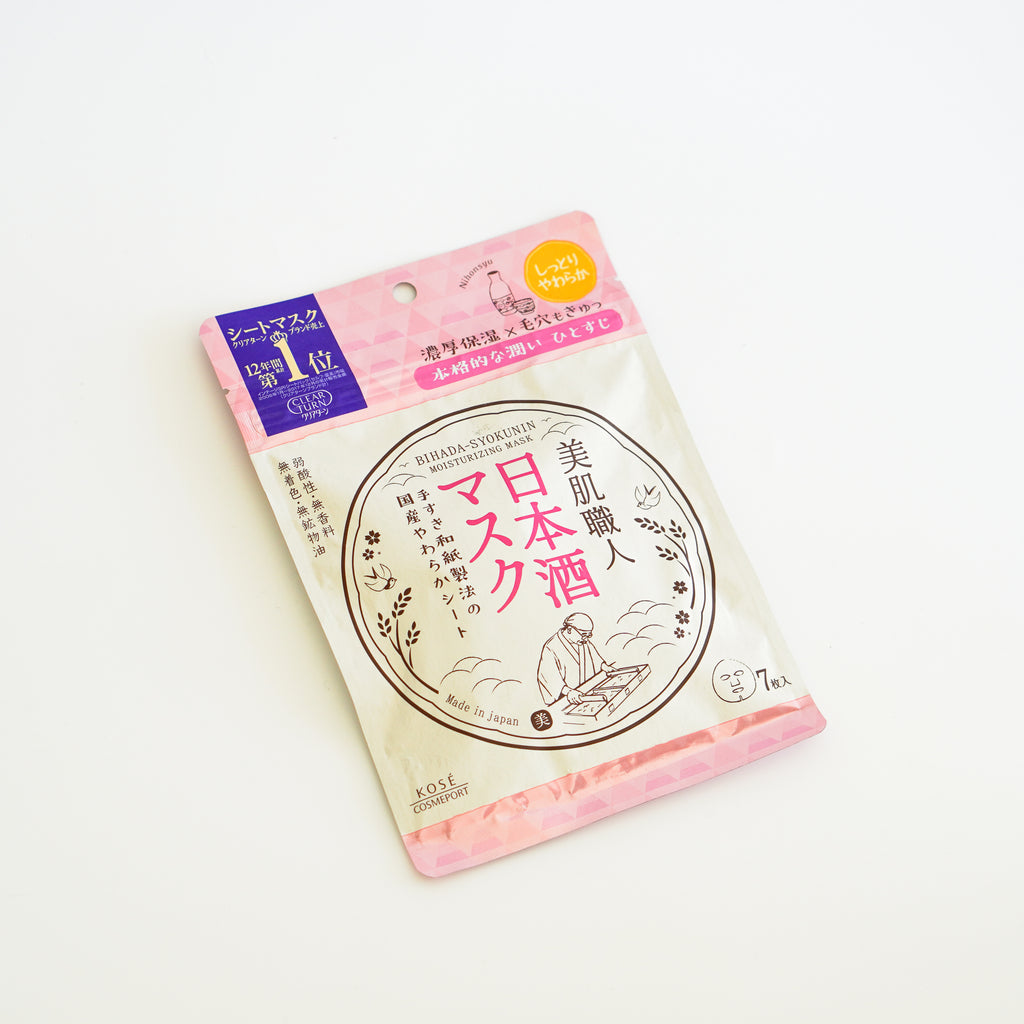 シートマスク
クリアターン ブランド売上
12年間
累計
第1位
CLEAR
TURN
クリアターン
Nihonsyu
しっとり
やわらか
濃厚保湿×毛穴もきゅっ
本格的な潤い ひとすじ
弱酸性・無香料
無着色・無鉱物油
BIHADA-SYOKUNIN
MOISTURIZING MASK
美肌職人
日本酒
マスク
手すき和紙製法の
国産やわらかシート
Made in japan
美
7枚入
KOSÉ
COSMEPORT